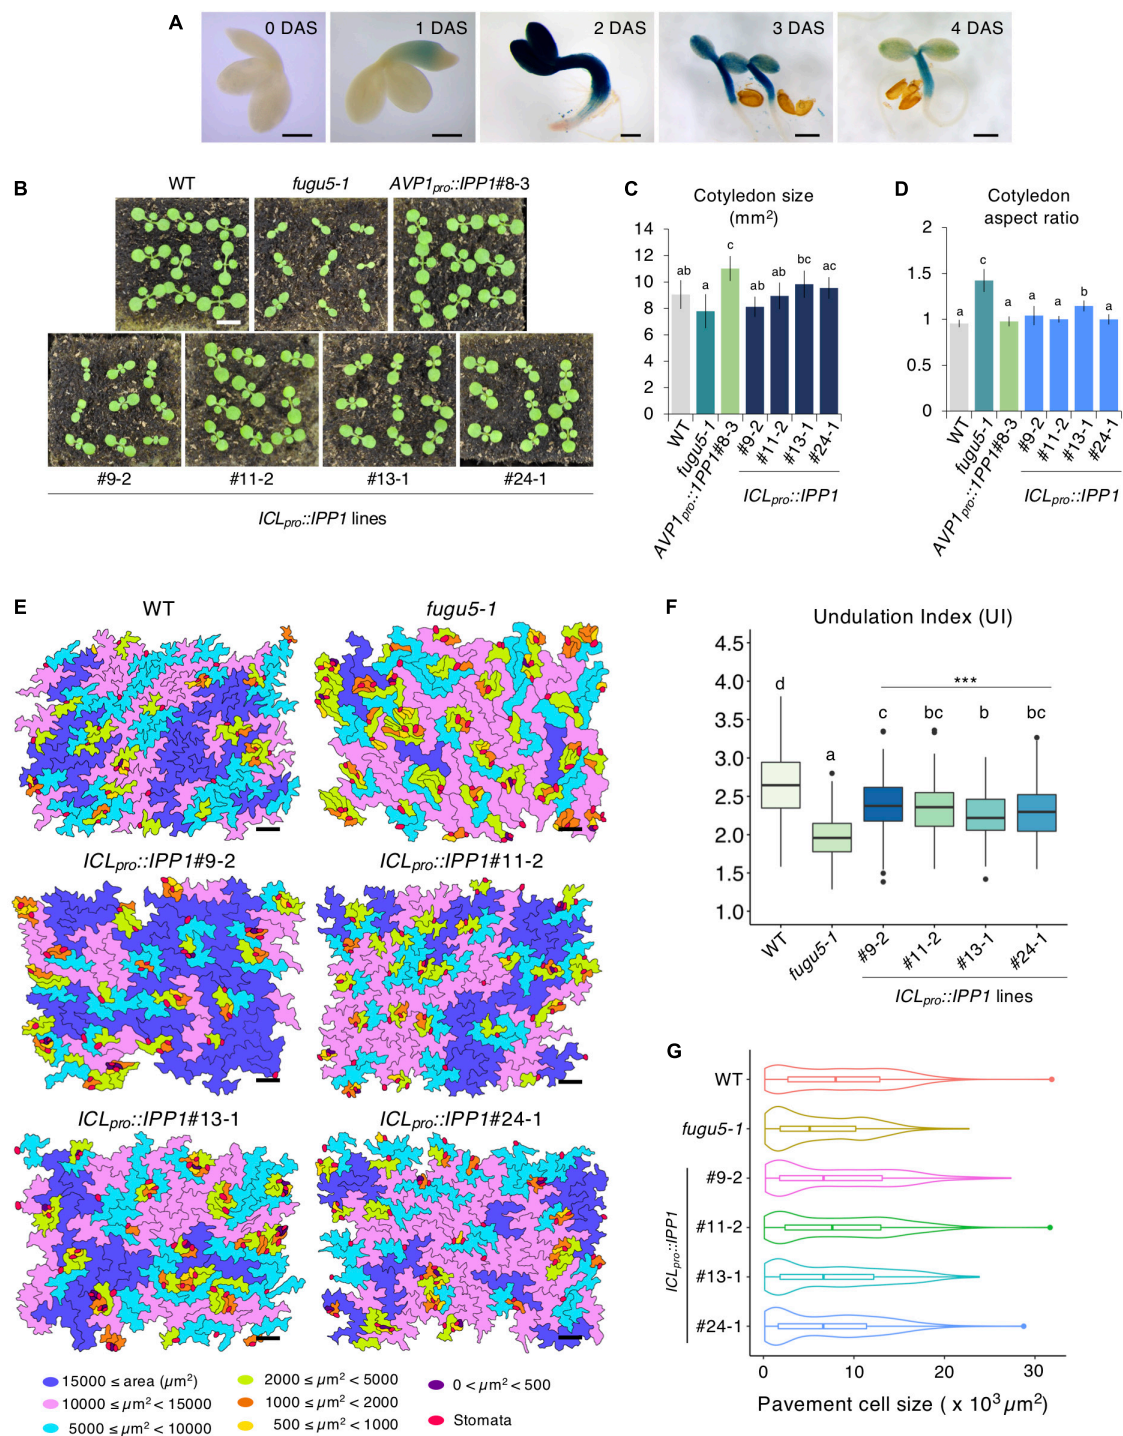 A
0 DAS
1 DAS
2 DAS
3 DAS
4 DAS
B
WT
fugu5-1
AVP1pro::IPP1#8-3
#9-2
#11-2
#13-1
#24-1
ICLpro::IPP1 lines
C
Cotyledon size
(mm²)
14
12
10
8
6
4
2
0
ab
a
c
ab
ab
bc
ac
WT
fugu5-1
AVP1pro::1PP1#8-3
#9-2
#11-2
#13-1
#24-1
ICLpro::IPP1
D
Cotyledon
aspect ratio
2
1.5
1
0.5
0
a
c
a
a
a
b
a
WT
fugu5-1
AVP1pro::1PP1#8-3
#9-2
#11-2
#13-1
#24-1
ICLpro::IPP1
E
WT
fugu5-1
ICLpro::IPP1#9-2
ICLpro::IPP1#11-2
ICLpro::IPP1#13-1
ICLpro::IPP1#24-1
15000 ≤ area (µm²)
10000 ≤ µm² < 15000
5000 ≤ µm² < 10000
2000 ≤ µm² < 5000
1000 ≤ µm² < 2000
500 ≤ µm² < 1000
0 < µm² < 500
Stomata
F
Undulation Index (UI)
4.5
4.0
3.5
3.0
2.5
2.0
1.5
1.0
d
a
***
c
bc
b
bc
WT
fugu5-1
#9-2
#11-2
#13-1
#24-1
ICLpro::IPP1 lines
G
WT
fugu5-1
#9-2
#11-2
#13-1
#24-1
ICLpro::IPP1
0
10
20
30
Pavement cell size ( x 10³ µm²)